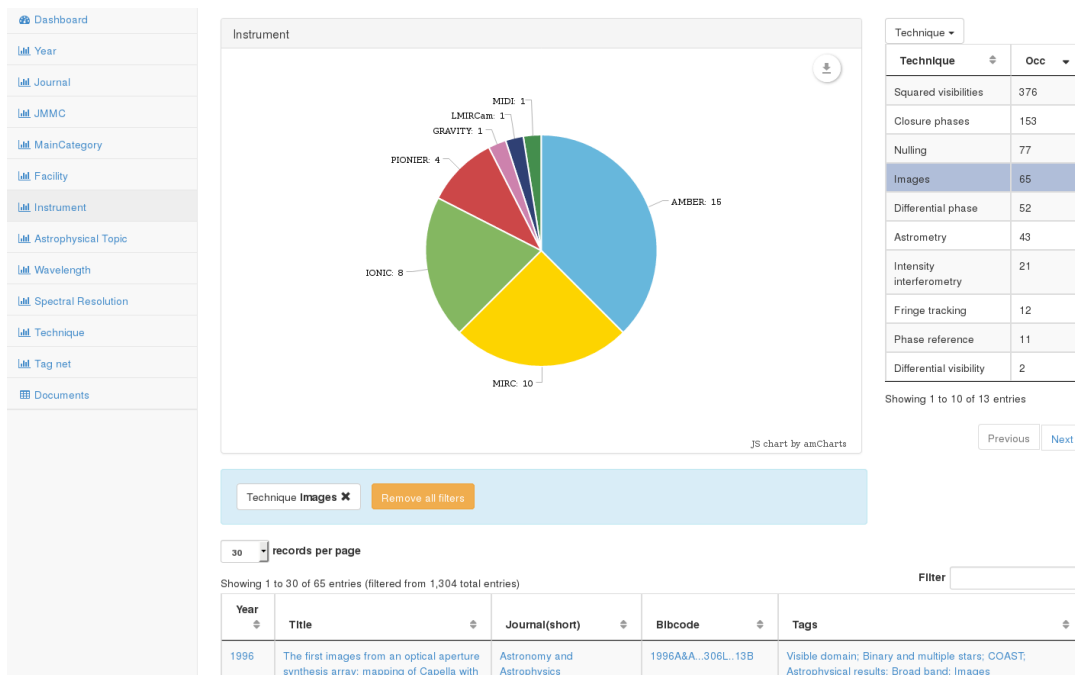 Dashboard
Year
Journal
JMMC
MainCategory
Facility
Instrument
Astrophysical Topic
Wavelength
Spectral Resolution
Technique
Tag net
Documents
Instrument
MIDI: 1
LMIRCam: 1
GRAVITY: 1
PIONIER: 4
AMBER: 15
IONIC: 8
MIRC: 10
JS chart by amCharts
Technique
Technique Occ
Squared visibilities 376
Closure phases 153
Nulling 77
Images 65
Differential phase 52
Astrometry 43
Intensity 21
interferometry
Fringe tracking 12
Phase reference 11
Differential visibility 2
Showing 1 to 10 of 13 entries
Previous Next
Technique Images ✖ Remove all filters
30 records per page
Showing 1 to 30 of 65 entries (filtered from 1,304 total entries)
Filter
Year Title Journal(short) Bibcode Tags
1996 The first images from an optical aperture Astronomy and 1996A&A...306L..13B Visible domain; Binary and multiple stars; COAST;
synthesis array: mapping of Capella with Astrophysics Astrophysical results; Broad band; Images